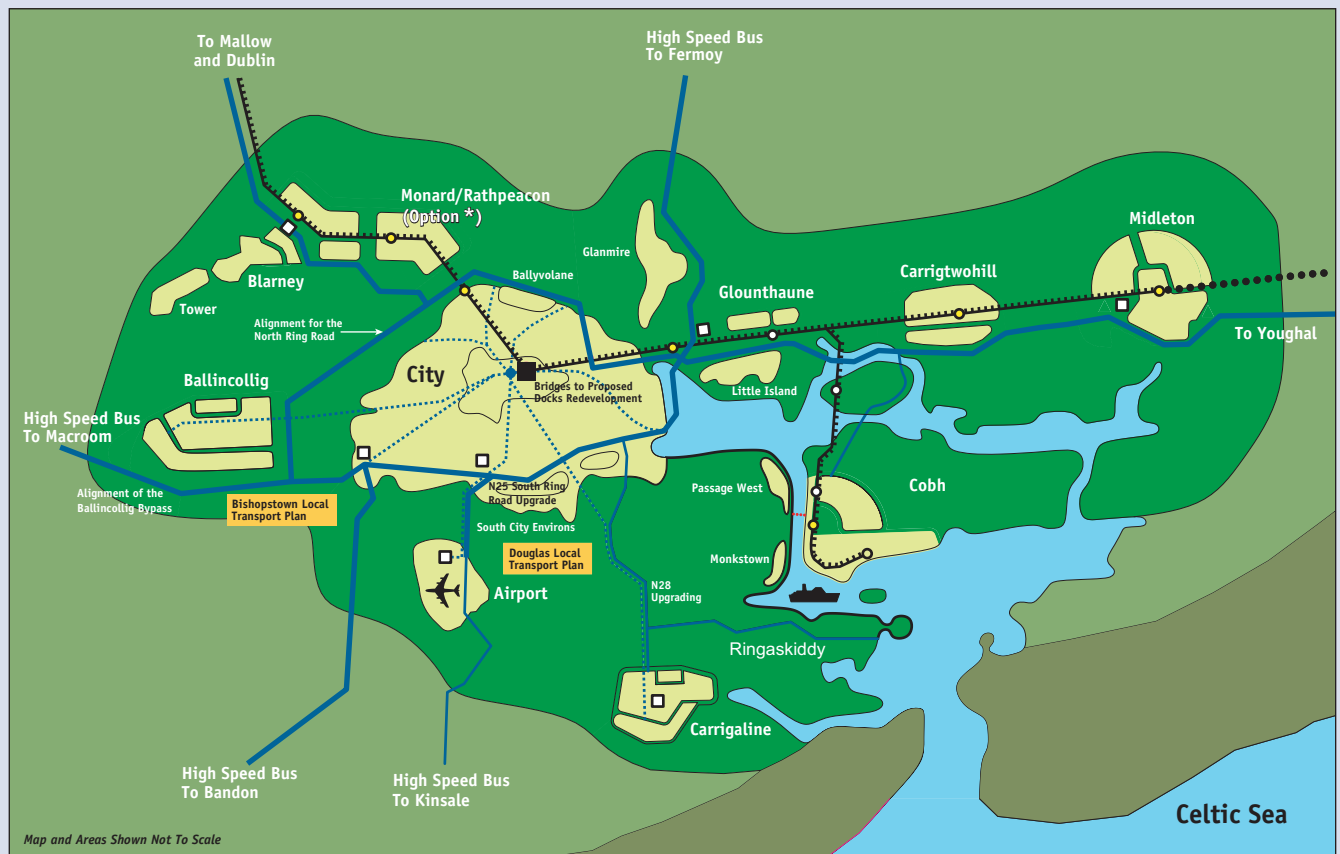 To Mallow
and Dublin
High Speed Bus
To Fermoy
Monard/Rathpeacon
(Option *)
Midleton
Glanmire
Ballyvolane
Carrigtwohill
Blarney
Glounthaune
Tower
Alignment for the
North Ring Road
To Youghal
Ballincollig
City
Bridges to Proposed
Docks Redevelopment
Little Island
High Speed Bus
To Macroom
Alignment of the
Ballincollig Bypass
Bishopstown Local
Transport Plan
N25 South Ring
Road Upgrade
Passage West
Cobh
South City Environs
Douglas Local
Transport Plan
Monkstown
Airport
N28
Upgrading
Ringaskiddy
Carrigaline
High Speed Bus
To Bandon
High Speed Bus
To Kinsale
Celtic Sea
Map and Areas Shown Not To Scale